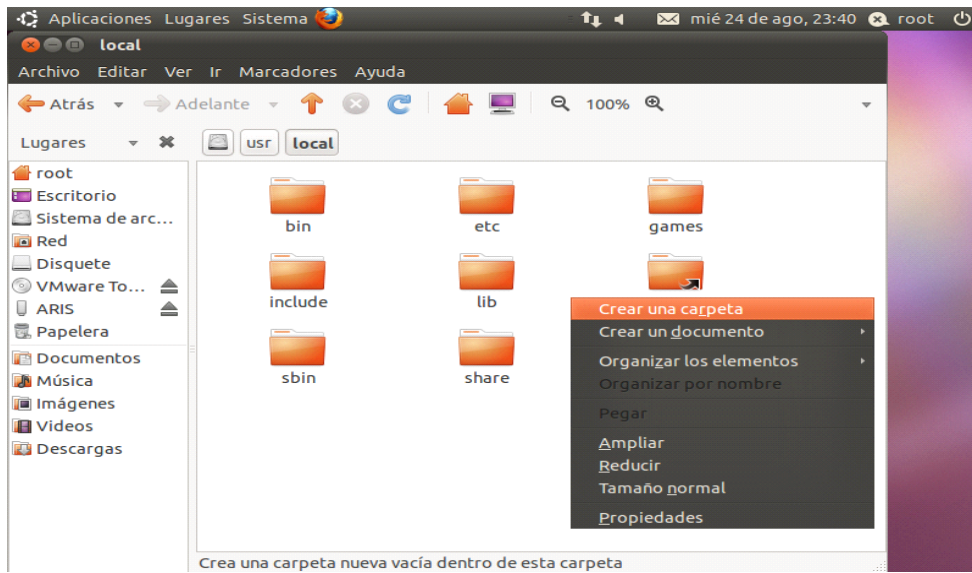 Aplicaciones Lugares Sistema mié 24 de ago, 23:40 root
local
Archivo Editar Ver Ir Marcadores Ayuda
Atrás Adelante 100%
Lugares usr local
root
Escritorio
Sistema de arc...
Red
Disquete
VMware To...
ARIS
Papelera
Documentos
Música
Imágenes
Videos
Descargas
bin etc games
include lib
sbin share
Crear una carpeta
Crear un documento
Organizar los elementos
Organizar por nombre
Pegar
Ampliar
Reducir
Tamaño normal
Propiedades
Crea una carpeta nueva vacía dentro de esta carpeta